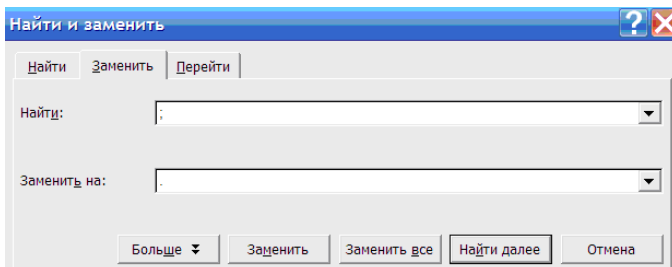 Найти и заменить
Найти Заменить Перейти
Найти: ;
Заменить на: .
Больше Заменить Заменить все Найти далее Отмена